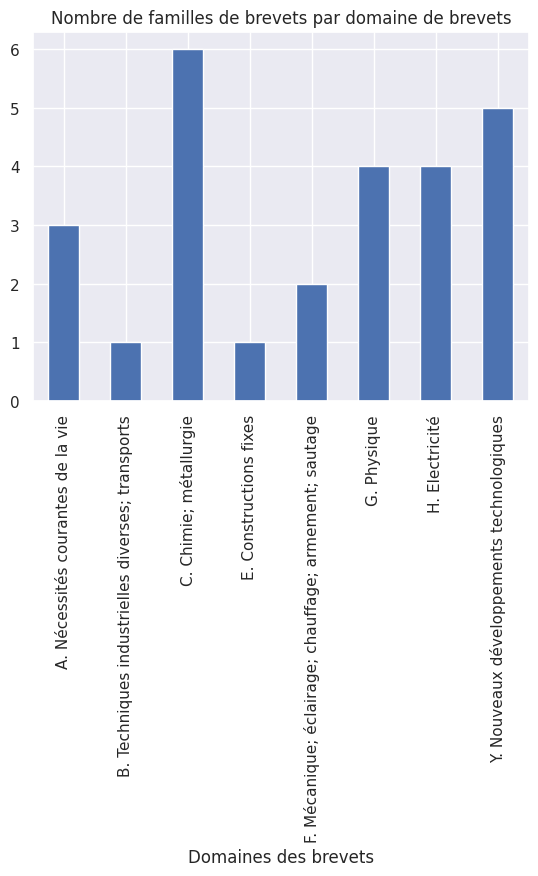 Nombre de familles de brevets par domaine de brevets
6
5
4
3
2
1
0
A. Nécessités courantes de la vie
B. Techniques industrielles diverses; transports
C. Chimie; métallurgie
E. Constructions fixes
F. Mécanique; éclairage; chauffage; armement; sautage
G. Physique
H. Electricité
Y. Nouveaux développements technologiques
Domaines des brevets